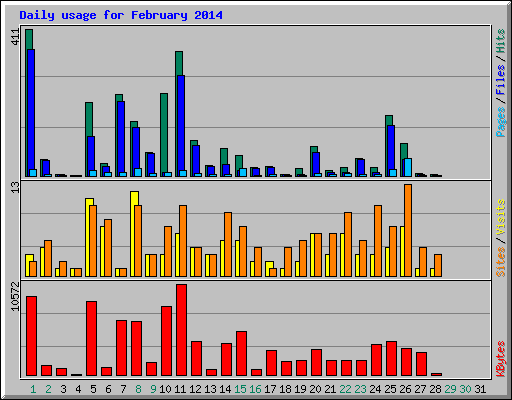 Daily usage for February 2014
411
Pages / Files / Hits
13
Sites / Visits
10572
KBytes
1 2 3 4 5 6 7 8 9 10 11 12 13 14 15 16 17 18 19 20 21 22 23 24 25 26 27 28 29 30 31